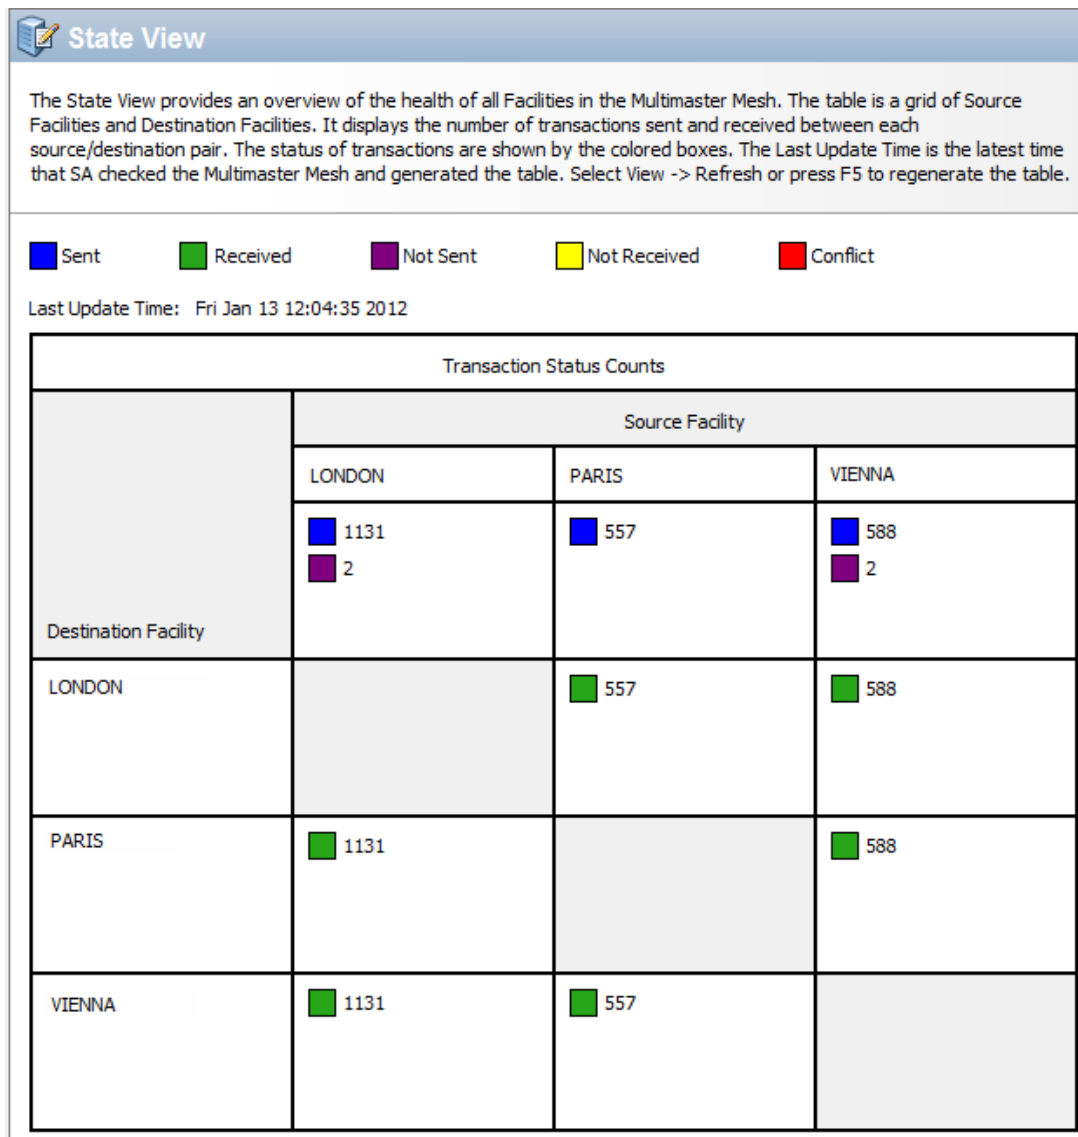 State View
The State View provides an overview of the health of all Facilities in the Multimaster Mesh. The table is a grid of Source
Facilities and Destination Facilities. It displays the number of transactions sent and received between each
source/destination pair. The status of transactions are shown by the colored boxes. The Last Update Time is the latest time
that SA checked the Multimaster Mesh and generated the table. Select View -> Refresh or press F5 to regenerate the table.
Sent Received Not Sent Not Received Conflict
Last Update Time: Fri Jan 13 12:04:35 2012
Transaction Status Counts
Source Facility
LONDON PARIS VIENNA
1131 557 588
2 2
Destination Facility
LONDON 557 588
PARIS 1131 588
VIENNA 1131 557